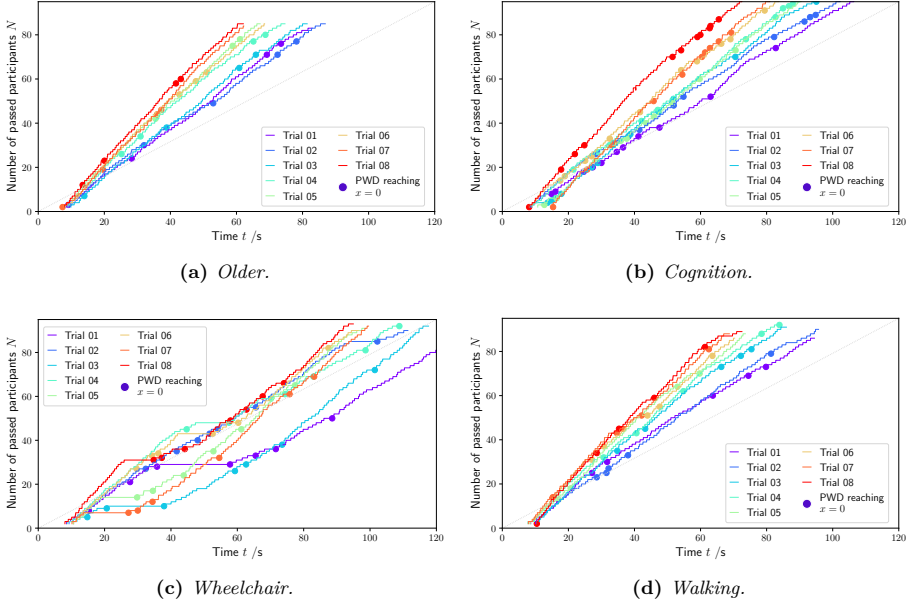 Number of passed participants N
80
60
40
20
0
0 20 40 60 80 100 120
Time t /s
Trial 01
Trial 02
Trial 03
Trial 04
Trial 05
Trial 06
Trial 07
Trial 08
PWD reaching
x = 0
(a) Older.
Number of passed participants N
80
60
40
20
0
0 20 40 60 80 100 120
Time t /s
Trial 01
Trial 02
Trial 03
Trial 04
Trial 05
Trial 06
Trial 07
Trial 08
PWD reaching
x = 0
(b) Cognition.
Number of passed participants N
80
60
40
20
0
0 20 40 60 80 100 120
Time t /s
Trial 01
Trial 02
Trial 03
Trial 04
Trial 05
Trial 06
Trial 07
Trial 08
PWD reaching
x = 0
(c) Wheelchair.
Number of passed participants N
80
60
40
20
0
0 20 40 60 80 100 120
Time t /s
Trial 01
Trial 02
Trial 03
Trial 04
Trial 05
Trial 06
Trial 07
Trial 08
PWD reaching
x = 0
(d) Walking.